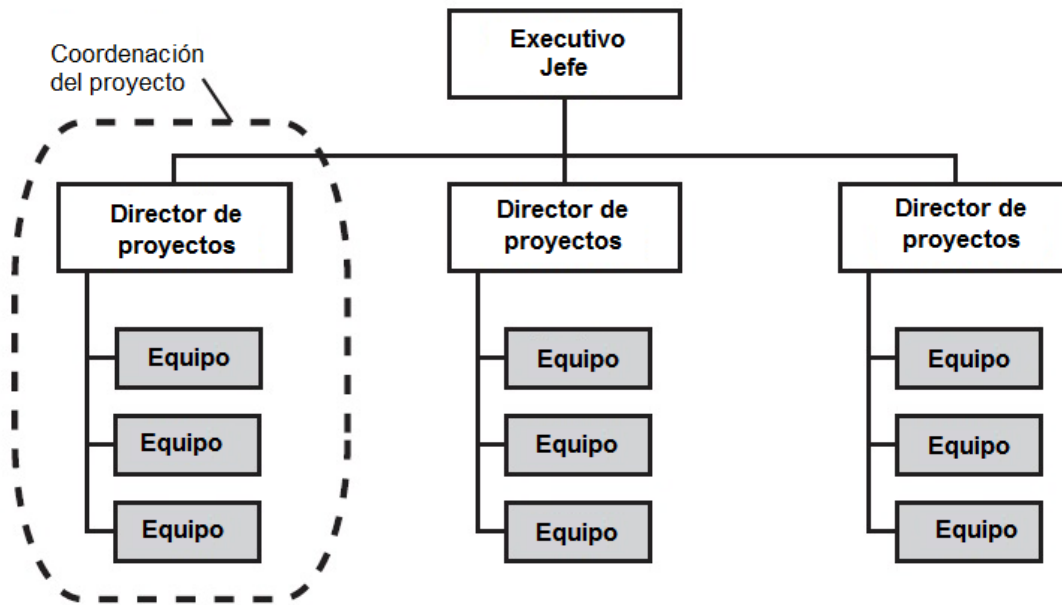 Coordenación
del proyecto
Executivo
Jefe
Director de
proyectos
Director de
proyectos
Director de
proyectos
Equipo
Equipo
Equipo
Equipo
Equipo
Equipo
Equipo
Equipo
Equipo